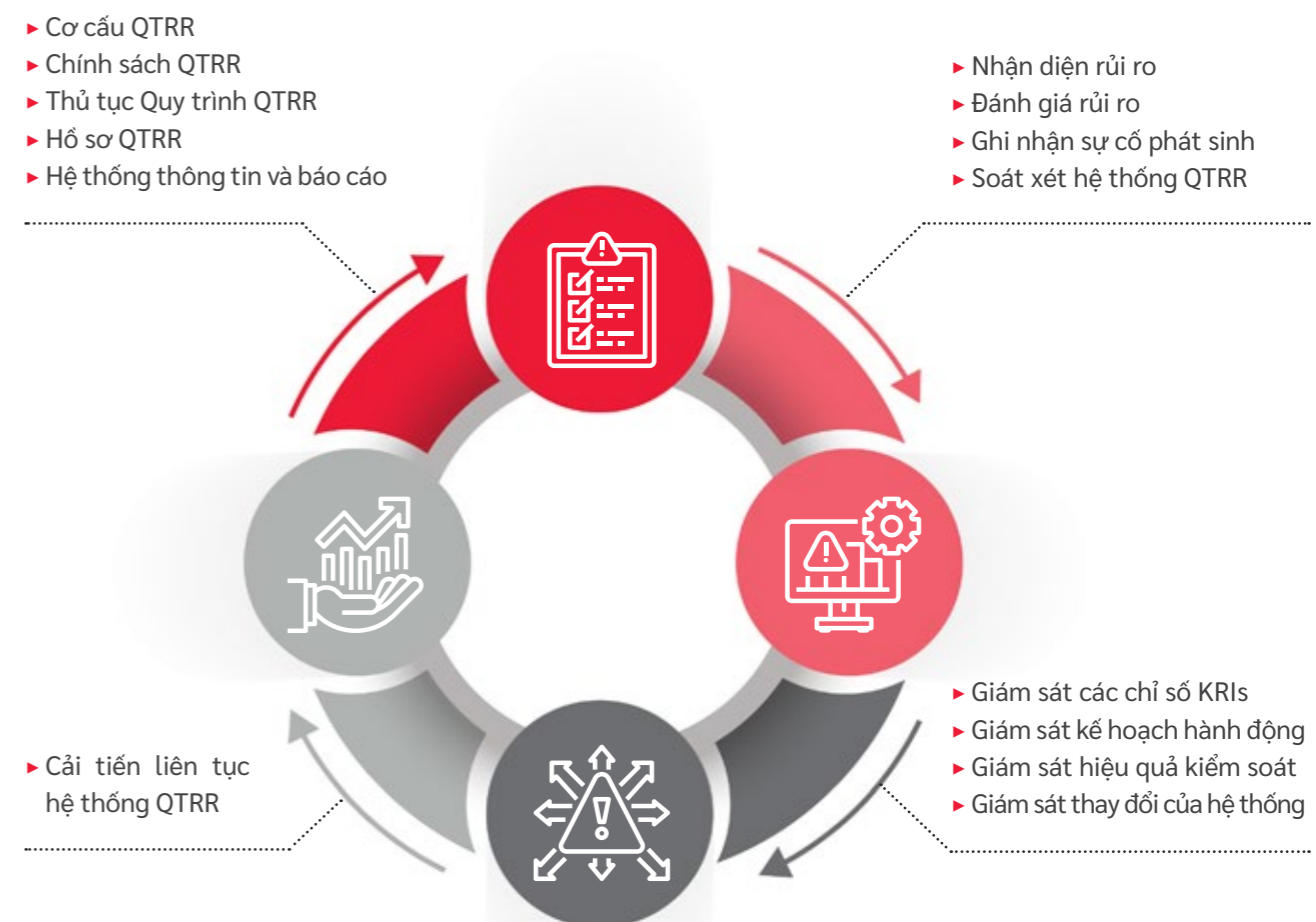 ▸ Cơ cấu QTRR
▸ Chính sách QTRR
▸ Thủ tục Quy trình QTRR
▸ Hồ sơ QTRR
▸ Hệ thống thông tin và báo cáo
▸ Nhận diện rủi ro
▸ Đánh giá rủi ro
▸ Ghi nhận sự cố phát sinh
▸ Soát xét hệ thống QTRR
▸ Giám sát các chỉ số KRIs
▸ Giám sát kế hoạch hành động
▸ Giám sát hiệu quả kiểm soát
▸ Giám sát thay đổi của hệ thống
▸ Cải tiến liên tục
hệ thống QTRR